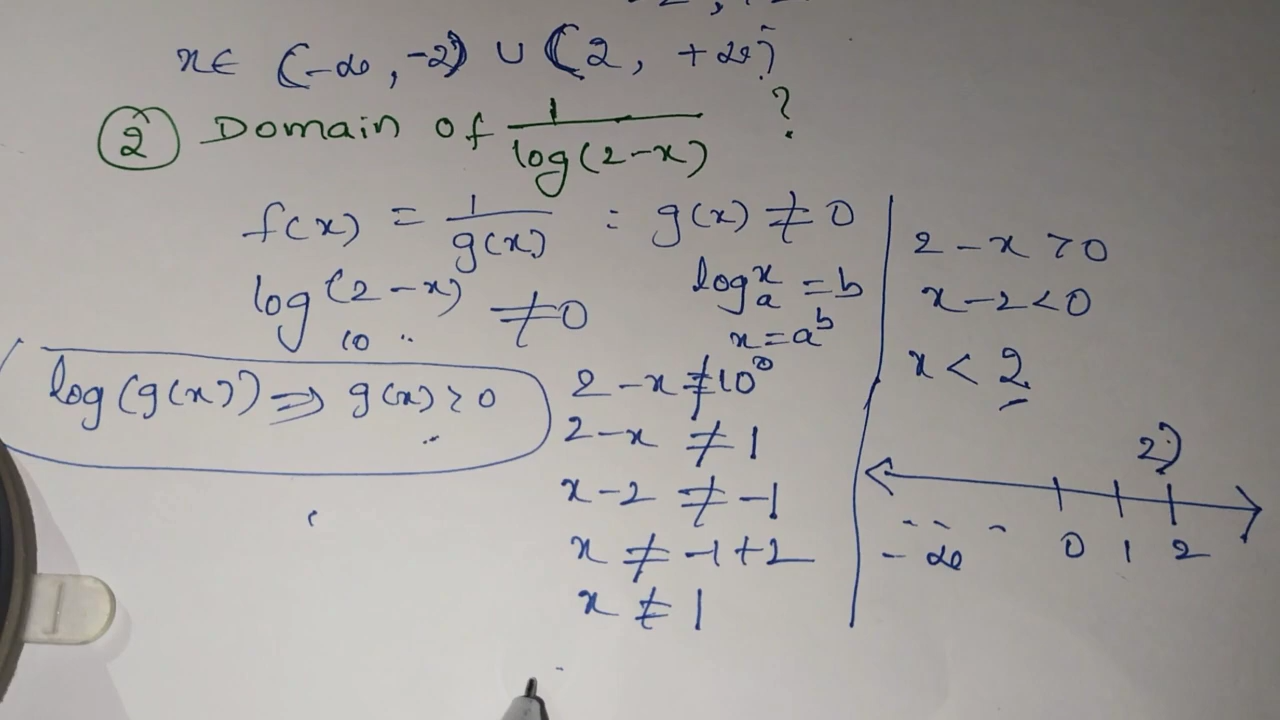 x∈ (-∞, -2) ∪ (2, +∞)
② Domain of 1/log(2-x) ?
f(x) = 1/g(x) : g(x) ≠ 0
log₁₀(2-x) ≠ 0
logₐx = b
x = aᵇ
log(g(x)) ⇒ g(x) > 0
2-x ≠ 10⁰
2-x ≠ 1
x-2 ≠ -1
x ≠ -1+2
x ≠ 1
2-x > 0
x-2 < 0
x < 2
2)
-∞ 0 1 2